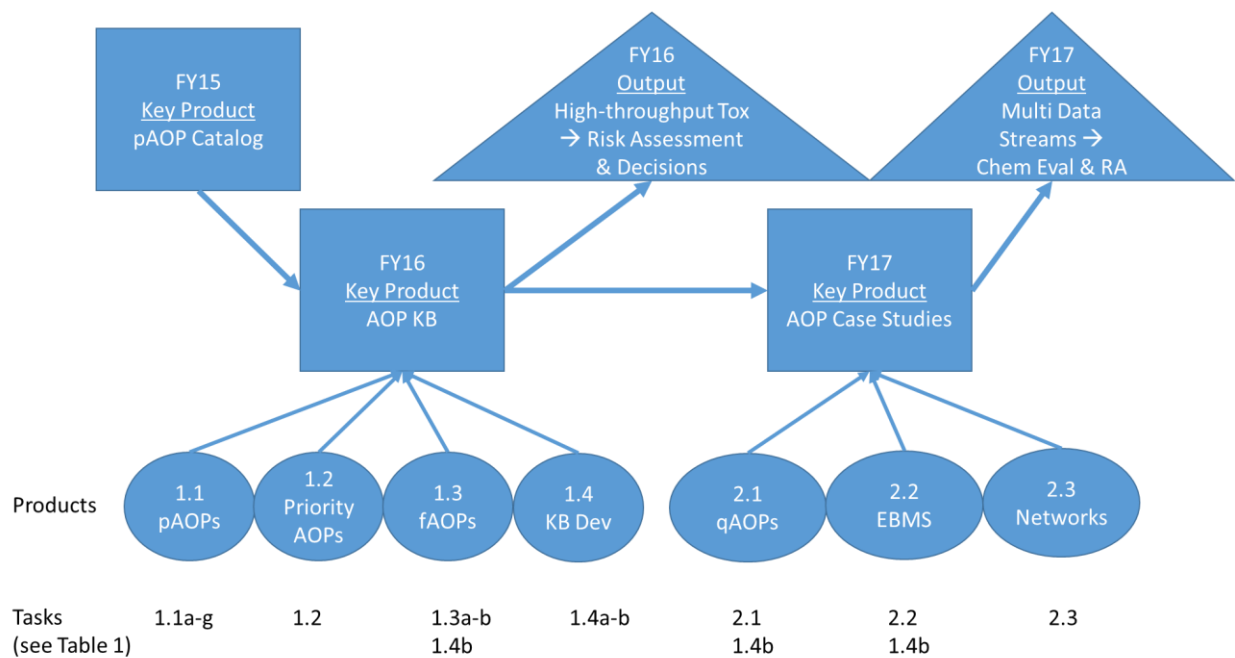 FY15
Key Product
pAOP Catalog
FY16
Output
High-throughput Tox
→ Risk Assessment
& Decisions
FY17
Output
Multi Data
Streams →
Chem Eval & RA
FY16
Key Product
AOP KB
FY17
Key Product
AOP Case Studies
Products
1.1
pAOPs
1.2
Priority
AOPs
1.3
fAOPs
1.4
KB Dev
2.1
qAOPs
2.2
EBMS
2.3
Networks
Tasks
(see Table 1)
1.1a-g
1.2
1.3a-b
1.4b
1.4a-b
2.1
1.4b
2.2
1.4b
2.3